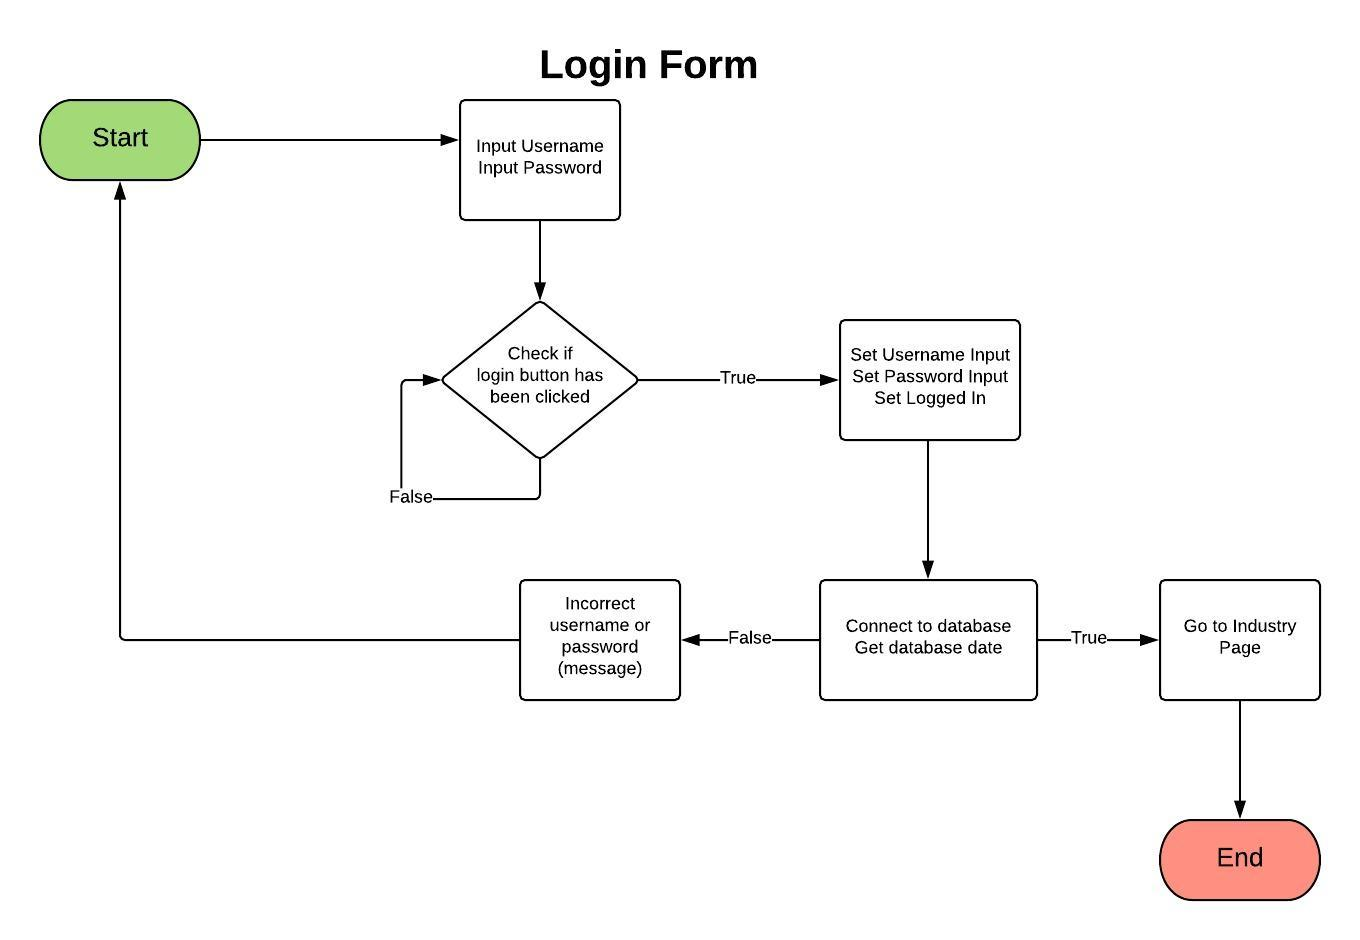 Login Form
Start
Input Username
Input Password
Check if
login button has
been clicked
True
False
Set Username Input
Set Password Input
Set Logged In
Connect to database
Get database date
False
Incorrect
username or
password
(message)
True
Go to Industry
Page
End